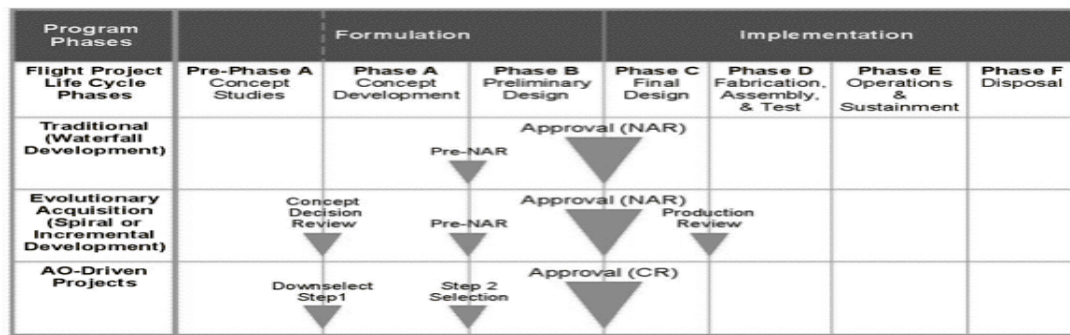 Program Phases
Formulation
Implementation
Flight Project Life Cycle Phases
Pre-Phase A Concept Studies
Phase A Concept Development
Phase B Preliminary Design
Phase C Final Design
Phase D Fabrication, Assembly, & Test
Phase E Operations & Sustainment
Phase F Disposal
Traditional (Waterfall Development)
Pre-NAR
Approval (NAR)
Evolutionary Acquisition (Spiral or Incremental Development)
Concept Decision Review
Pre-NAR
Approval (NAR)
Production Review
AO-Driven Projects
Downselect Step1
Step 2 Selection
Approval (CR)